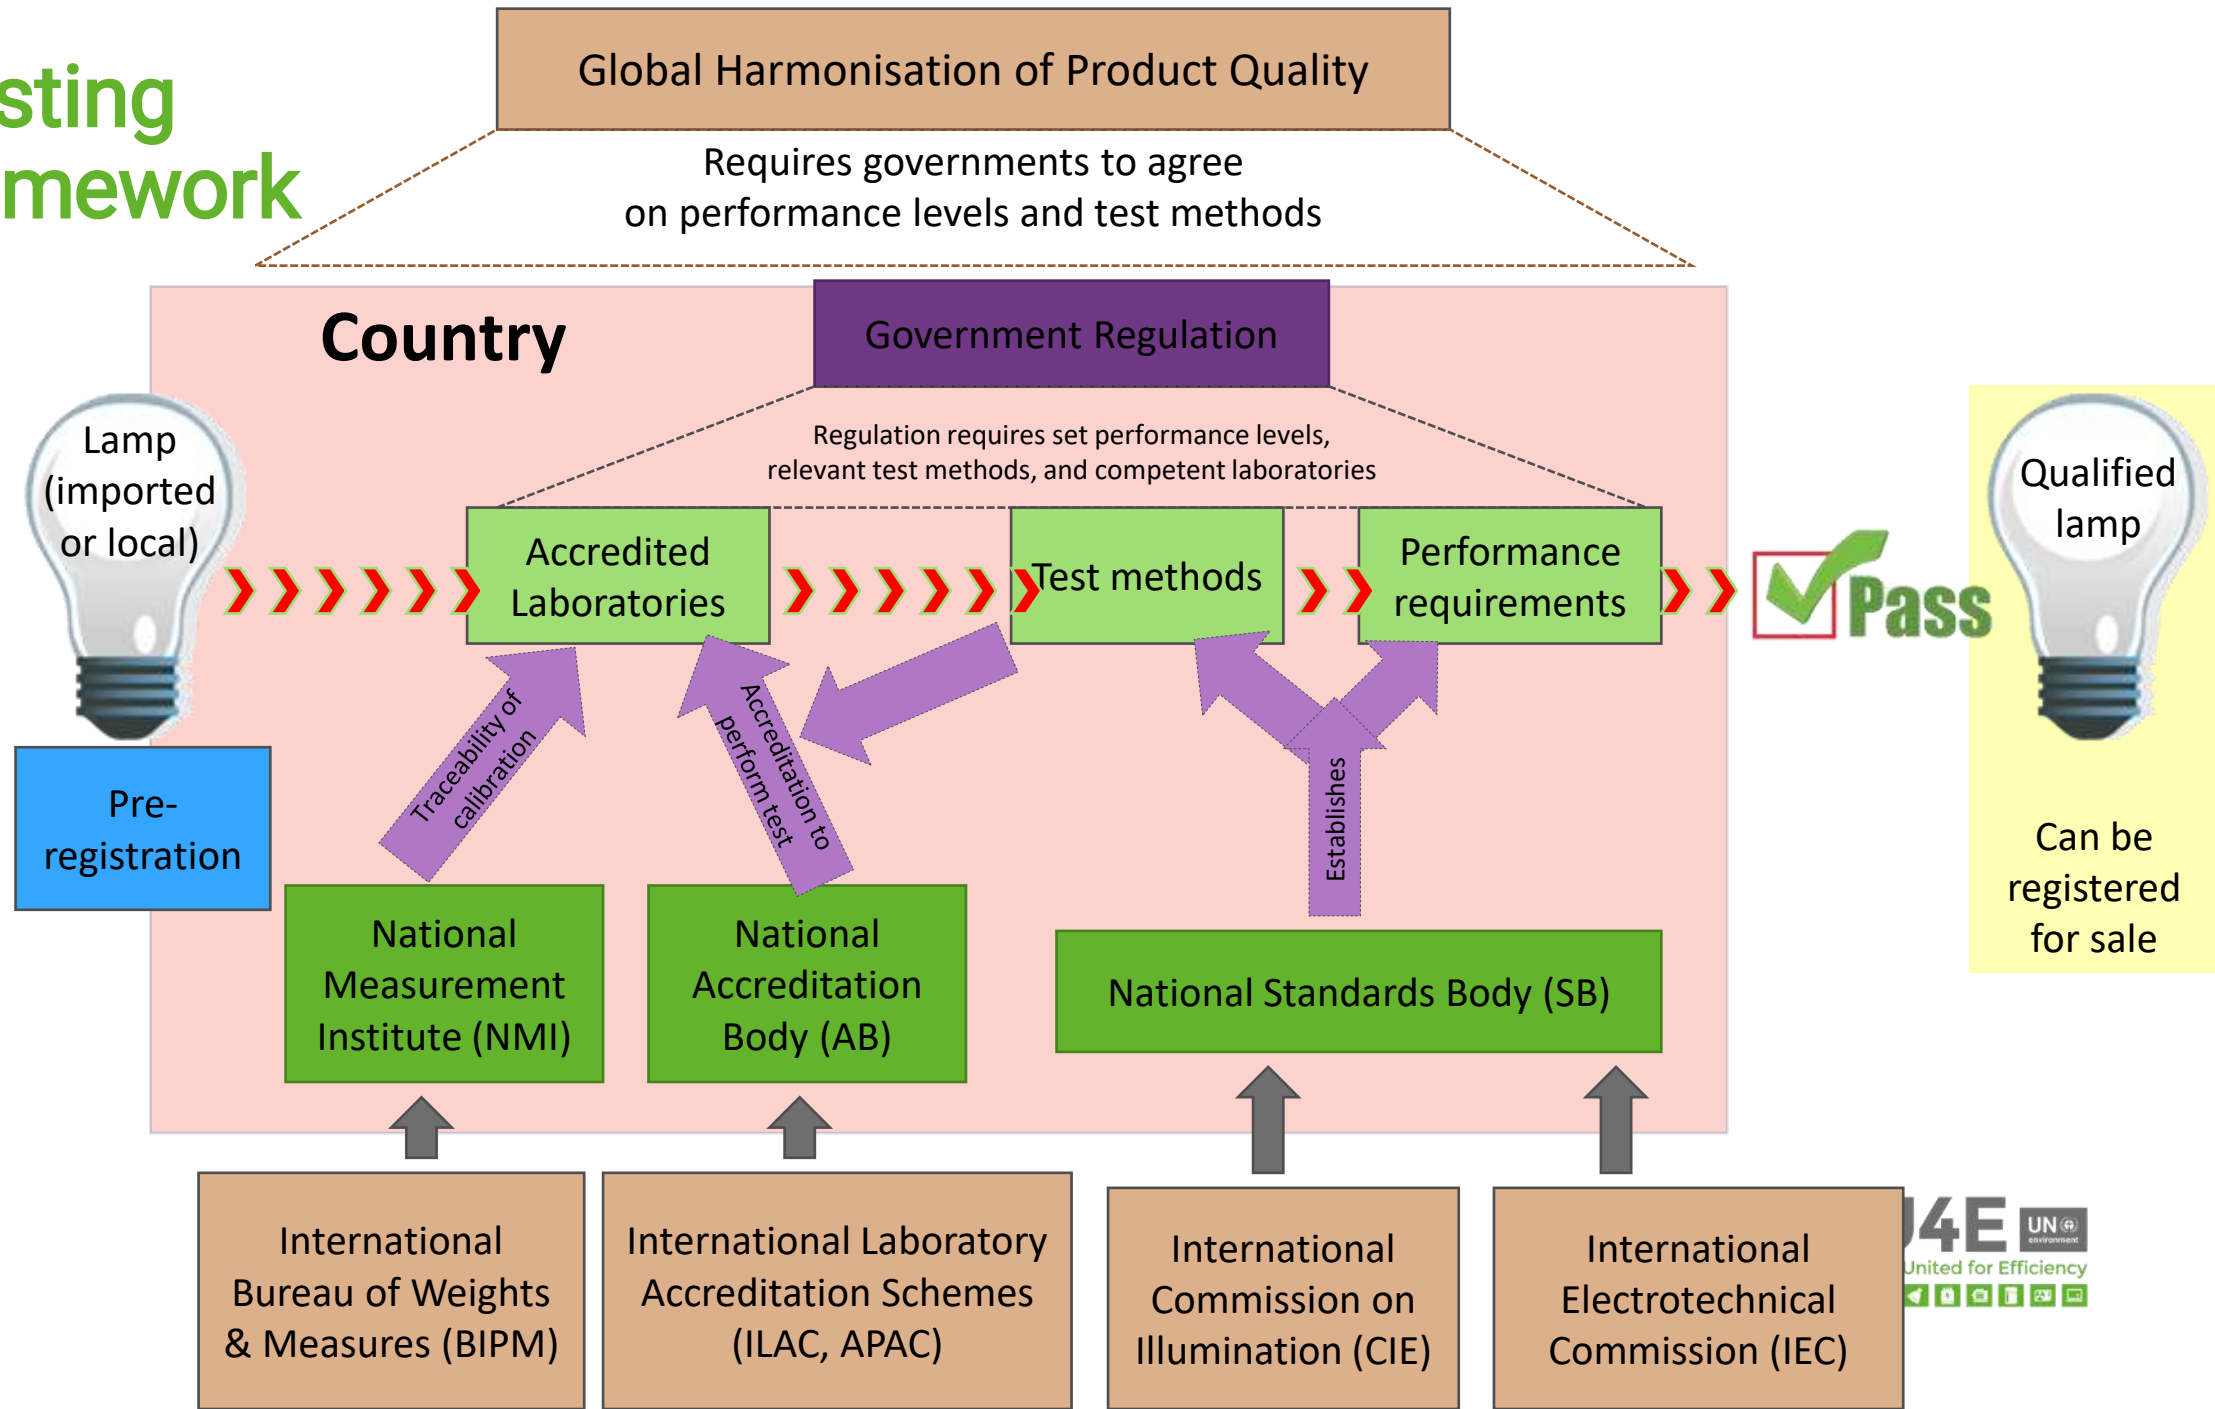 sting
mework
Global Harmonisation of Product Quality
Requires governments to agree
on performance levels and test methods
Country
Government Regulation
Regulation requires set performance levels,
relevant test methods, and competent laboratories
Lamp
(imported
or local)
Accredited
Laboratories
Test methods
Performance
requirements
Pass
Qualified
lamp
Pre-
registration
Traceability of
calibration
Accreditation to
perform test
Establishes
Can be
registered
for sale
National
Measurement
Institute (NMI)
National
Accreditation
Body (AB)
National Standards Body (SB)
International
Bureau of Weights
& Measures (BIPM)
International Laboratory
Accreditation Schemes
(ILAC, APAC)
International
Commission on
Illumination (CIE)
International
Electrotechnical
Commission (IEC)
U4E
UN
environment
United for Efficiency